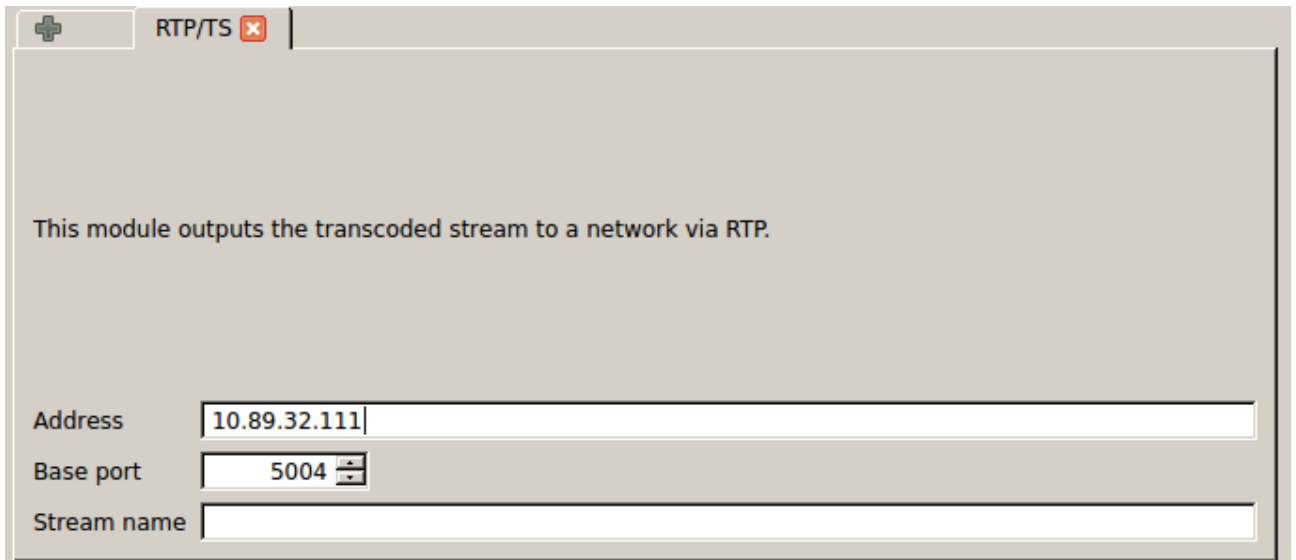 RTP/TS
This module outputs the transcoded stream to a network via RTP.
Address 10.89.32.111
Base port 5004
Stream name